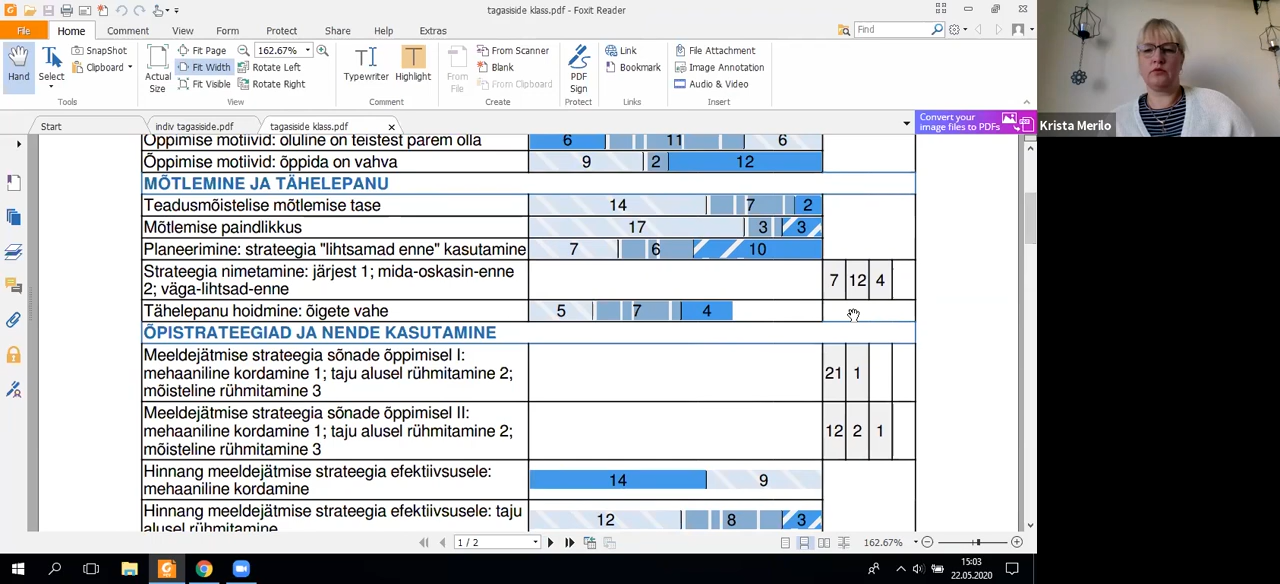 tagasiside klass.pdf - Foxit Reader
File Home Comment View Form Protect Share Help Extras Find
Hand
Select
SnapShot
Clipboard
Tools
Actual Size
Fit Page
Fit Width
Fit Visible
162.67%
Rotate Left
Rotate Right
View
Typewriter
Highlight
Comment
From File
From Scanner
Blank
From Clipboard
Create
PDF Sign
Protect
Link
Bookmark
Links
File Attachment
Image Annotation
Audio & Video
Insert
Start indiv tagasiside.pdf tagasiside klass.pdf
Convert your
image files to PDFs
Krista Merilo
Õppimise motiivid: oluline on teistest parem olla 6 11 6
Õppimise motiivid: õppida on vahva 9 2 12
MÕTLEMINE JA TÄHELEPANU
Teadusmõistelise mõtlemise tase 14 7 2
Mõtlemise paindlikkus 17 3 3
Planeerimine: strateegia "lihtsamad enne" kasutamine 7 6 10
Strateegia nimetamine: järjest 1; mida-oskasin-enne
2; väga-lihtsad-enne
7 12 4
Tähelepanu hoidmine: õigete vahe 5 7 4
ÕPISTRATEEGIAD JA NENDE KASUTAMINE
Meeldejätmise strateegia sõnade õppimisel I:
mehaaniline kordamine 1; taju alusel rühmitamine 2;
mõisteline rühmitamine 3
21 1
Meeldejätmise strateegia sõnade õppimisel II:
mehaaniline kordamine 1; taju alusel rühmitamine 2;
mõisteline rühmitamine 3
12 2 1
Hinnang meeldejätmise strateegia efektiivsusele:
mehaaniline kordamine
14 9
Hinnang meeldejätmise strateegia efektiivsusele: taju
alusel rühmitamine
12 8 3
1 / 2
162.67%
15:03
22.05.2020